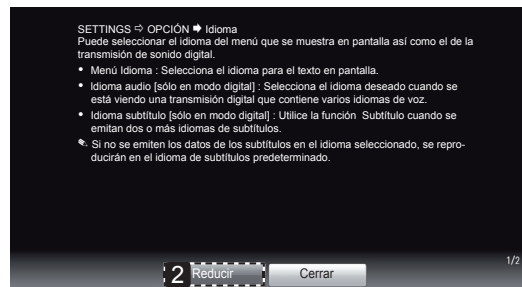 SETTINGS ⇨ OPCIÓN ➡ Idioma
Puede seleccionar el idioma del menú que se muestra en pantalla así como el de la
transmisión de sonido digital.
• Menú Idioma : Selecciona el idioma para el texto en pantalla.
• Idioma audio [sólo en modo digital] : Selecciona el idioma deseado cuando se
está viendo una transmisión digital que contiene varios idiomas de voz.
• Idioma subtítulo [sólo en modo digital] : Utilice la función Subtítulo cuando se
emitan dos o más idiomas de subtítulos.
✎ Si no se emiten los datos de los subtítulos en el idioma seleccionado, se repro-
ducirán en el idioma de subtítulos predeterminado.
1/2
2 Reducir Cerrar